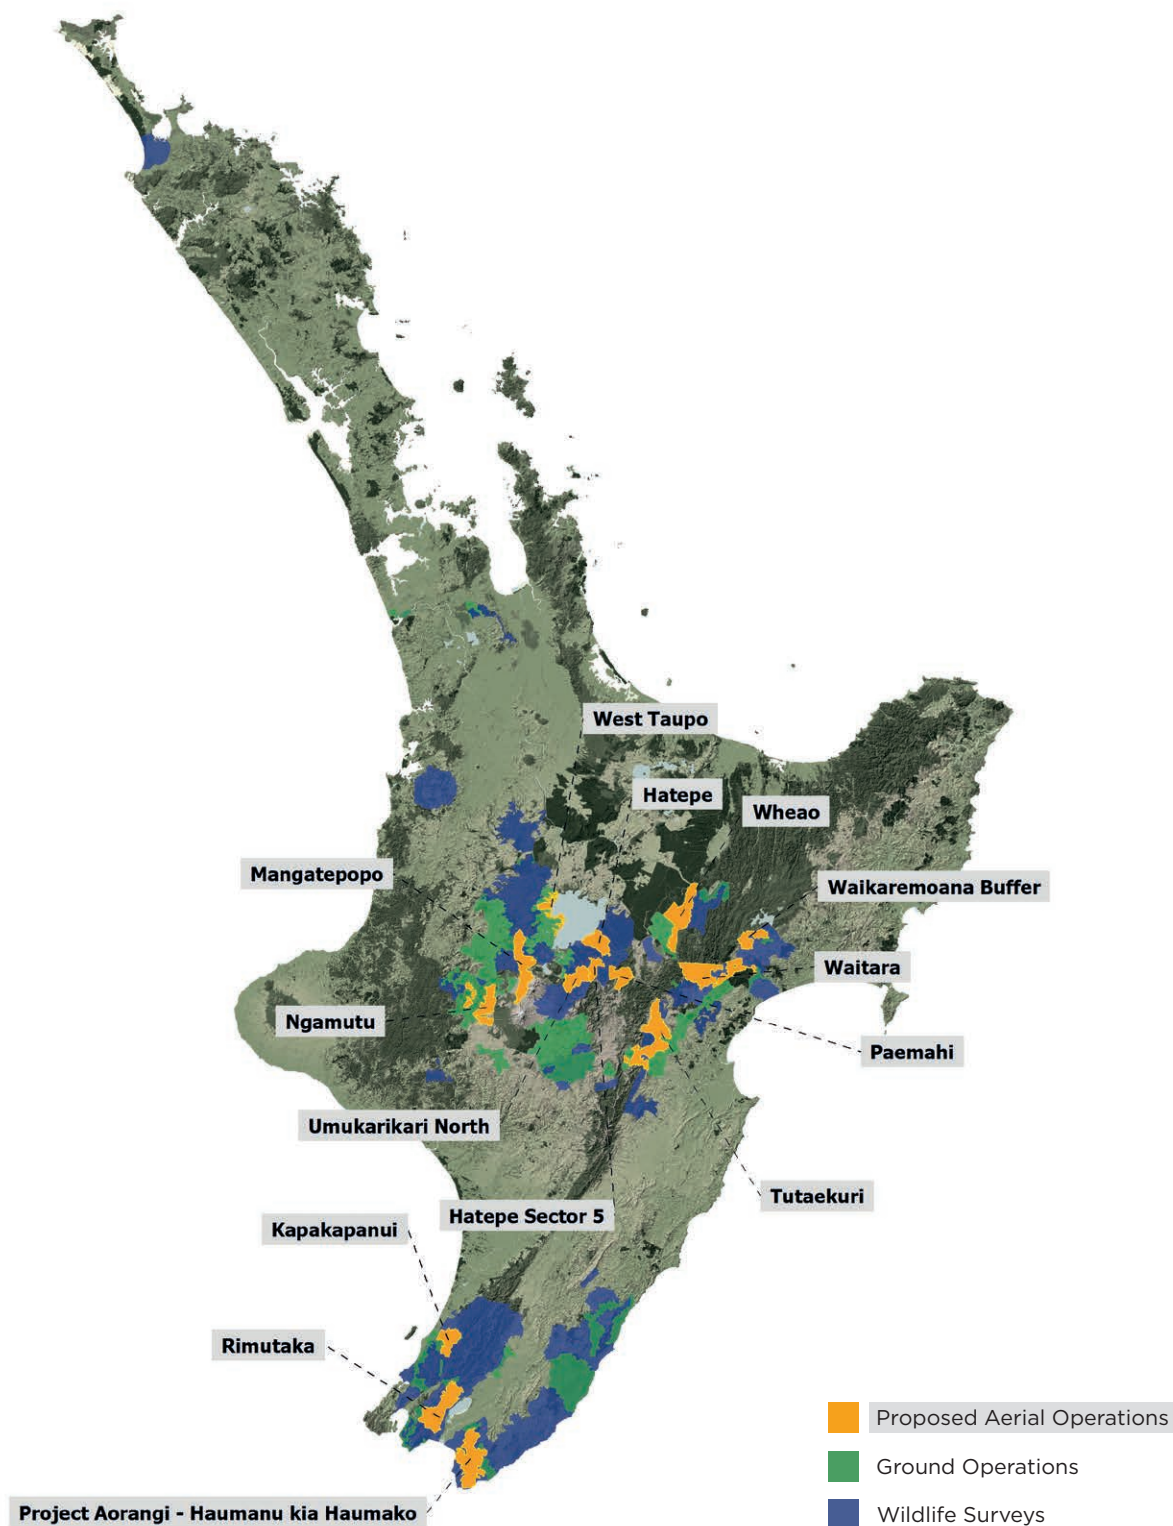 West Taupo
Hatepe
Wheao
Mangatepopo
Waikaremoana Buffer
Waitara
Ngamutu
Paemahi
Umukarikari North
Tutaekuri
Hatepe Sector 5
Kapakapanui
Rimutaka
Project Aorangi - Haumanu kia Haumako
Proposed Aerial Operations
Ground Operations
Wildlife Surveys